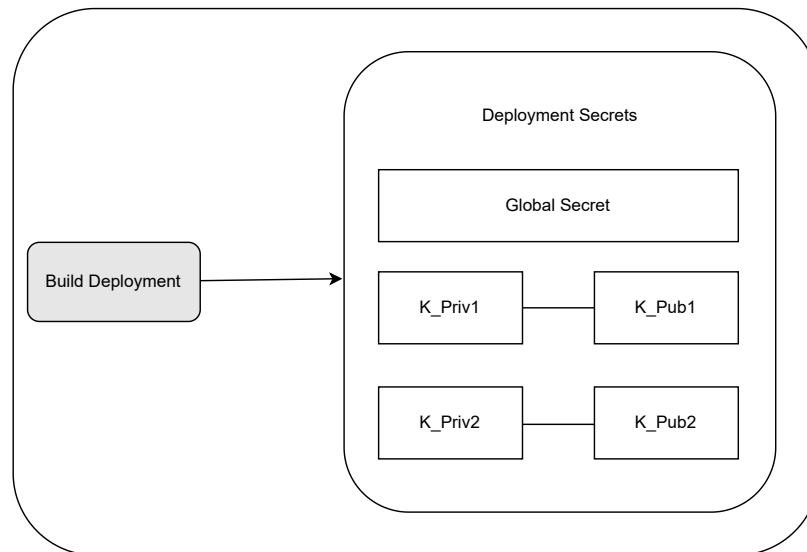 Deployment Secrets
Global Secret
Build Deployment
K_Priv1
K_Pub1
K_Priv2
K_Pub2